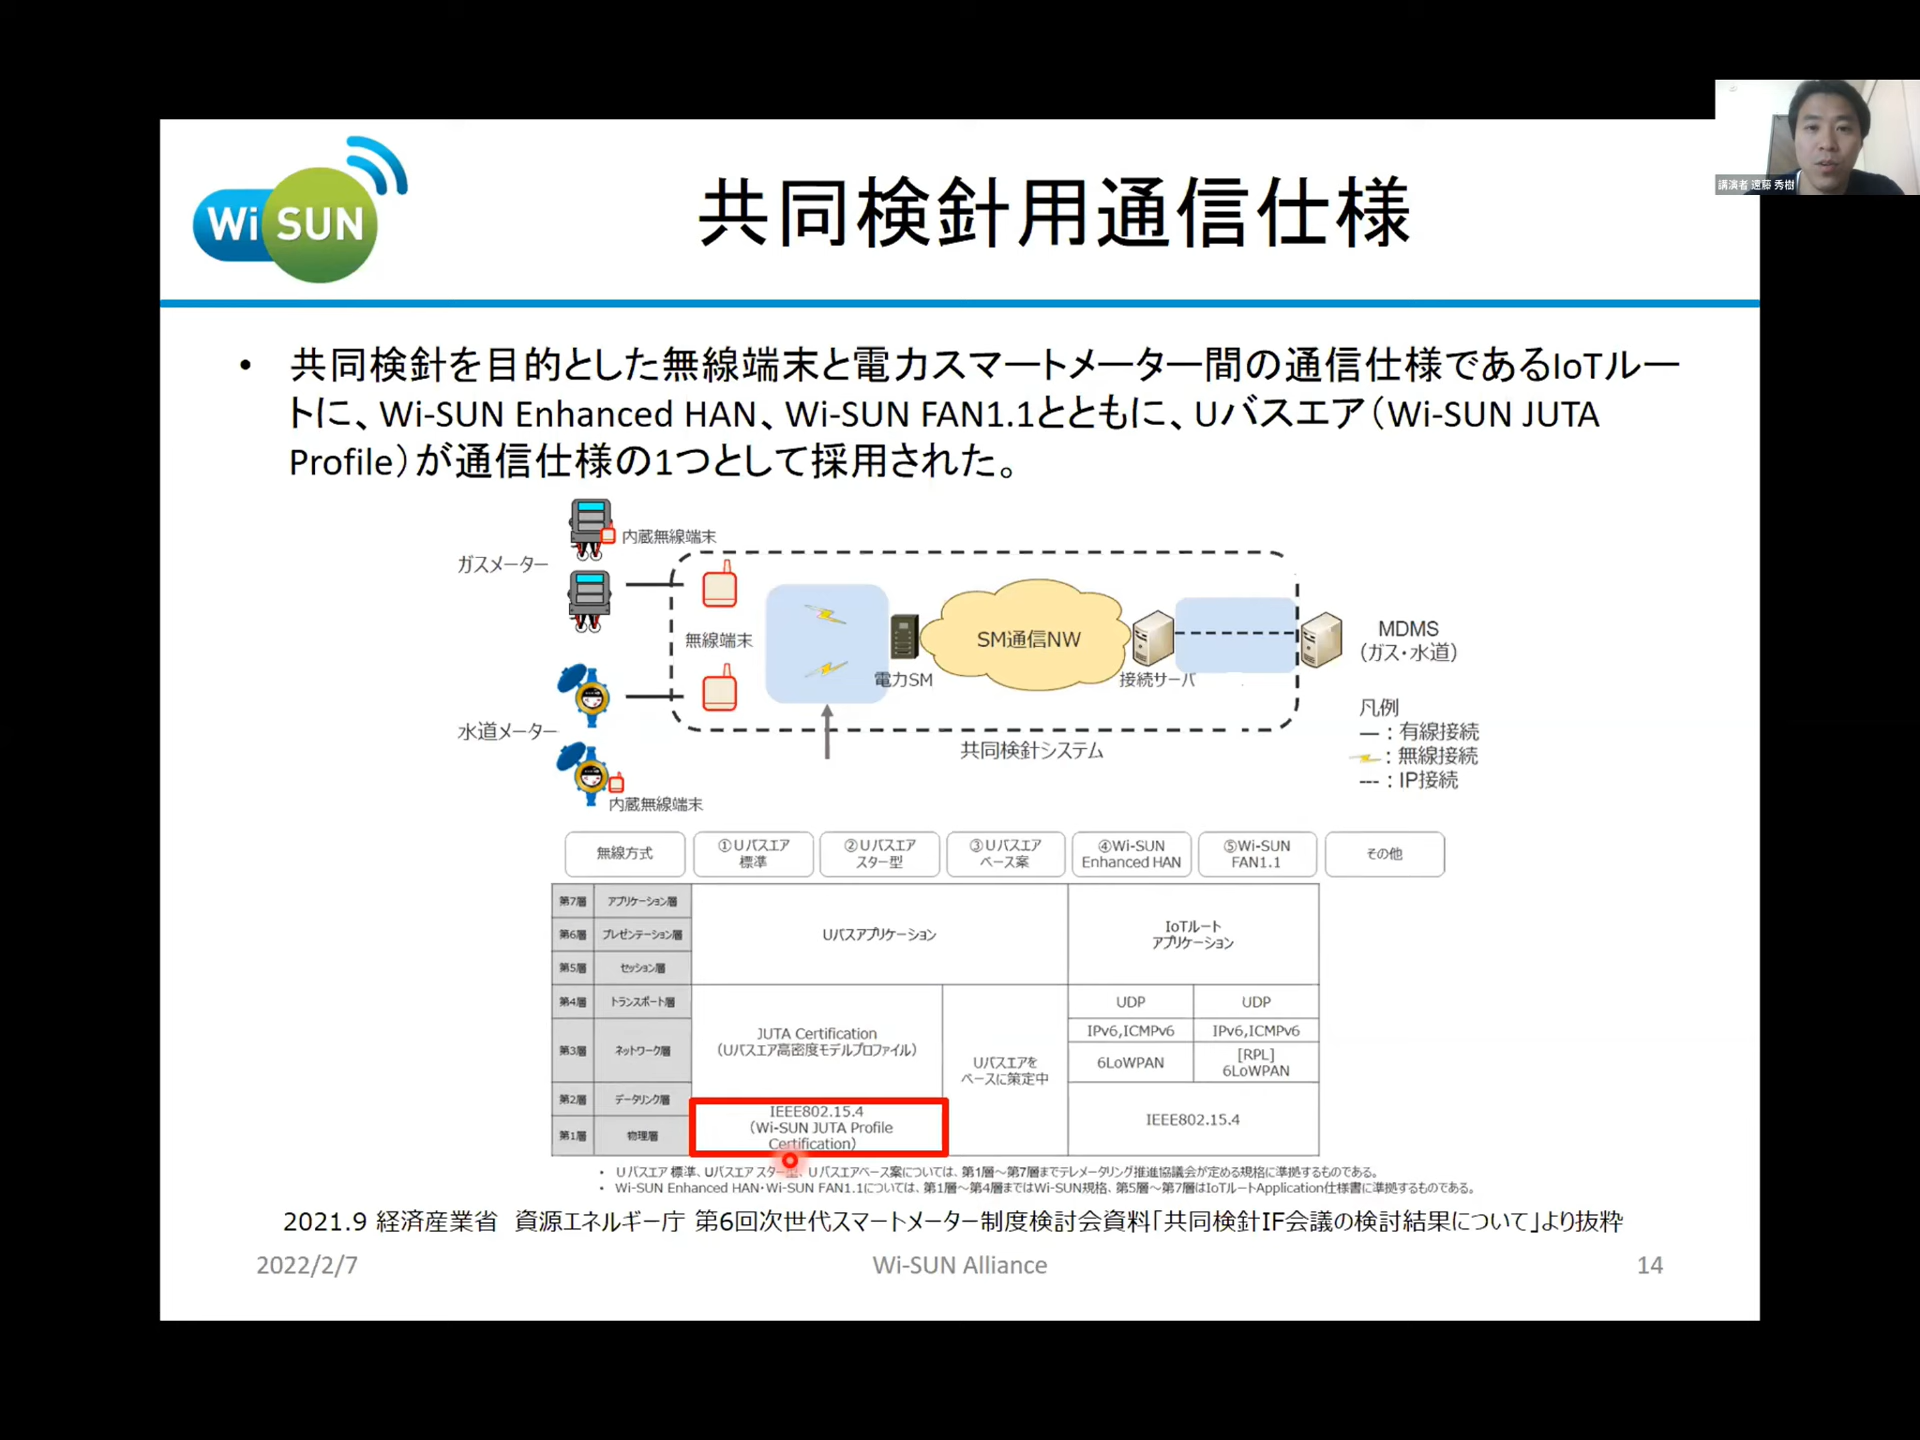 講演者 遠藤 秀樹
Wi SUN
共同検針用通信仕様
• 共同検針を目的とした無線端末と電力スマートメーター間の通信仕様であるIoTルー
トに、Wi-SUN Enhanced HAN、Wi-SUN FAN1.1とともに、Uバスエア（Wi-SUN JUTA
Profile）が通信仕様の1つとして採用された。
内蔵無線端末
ガスメーター
無線端末
SM通信NW
MDMS
(ガス・水道)
電力SM
接続サーバ
水道メーター
共同検針システム
内蔵無線端末
凡例
―：有線接続
：無線接続
---：IP接続
無線方式
①Uバスエア
標準
②Uバスエア
スター型
③Uバスエア
ベース案
④Wi-SUN
Enhanced HAN
⑤Wi-SUN
FAN1.1
その他
第7層 アプリケーション層
第6層 プレゼンテーション層
第5層 セッション層
Uバスアプリケーション
IoTルート
アプリケーション
第4層 トランスポート層
UDP UDP
第3層 ネットワーク層
JUTA Certification
（Uバスエア高密度モデルプロファイル）
Uバスエアを
ベースに策定中
IPv6,ICMPv6 IPv6,ICMPv6
6LoWPAN
[RPL]
6LoWPAN
第2層 データリンク層
第1層 物理層
IEEE802.15.4
（Wi-SUN JUTA Profile
Certification）
IEEE802.15.4
• Uバスエア 標準、Uバスエア スター型、Uバスエアベース案については、第1層～第7層までテレメータリング推進協議会が定める規格に準拠するものである。
• Wi-SUN Enhanced HAN・Wi-SUN FAN1.1については、第1層～第4層まではWi-SUN規格、第5層～第7層はIoTルートApplication仕様書に準拠するものである。
2021.9 経済産業省 資源エネルギー庁 第6回次世代スマートメーター制度検討会資料「共同検針IF会議の検討結果について」より抜粋
2022/2/7
Wi-SUN Alliance
14